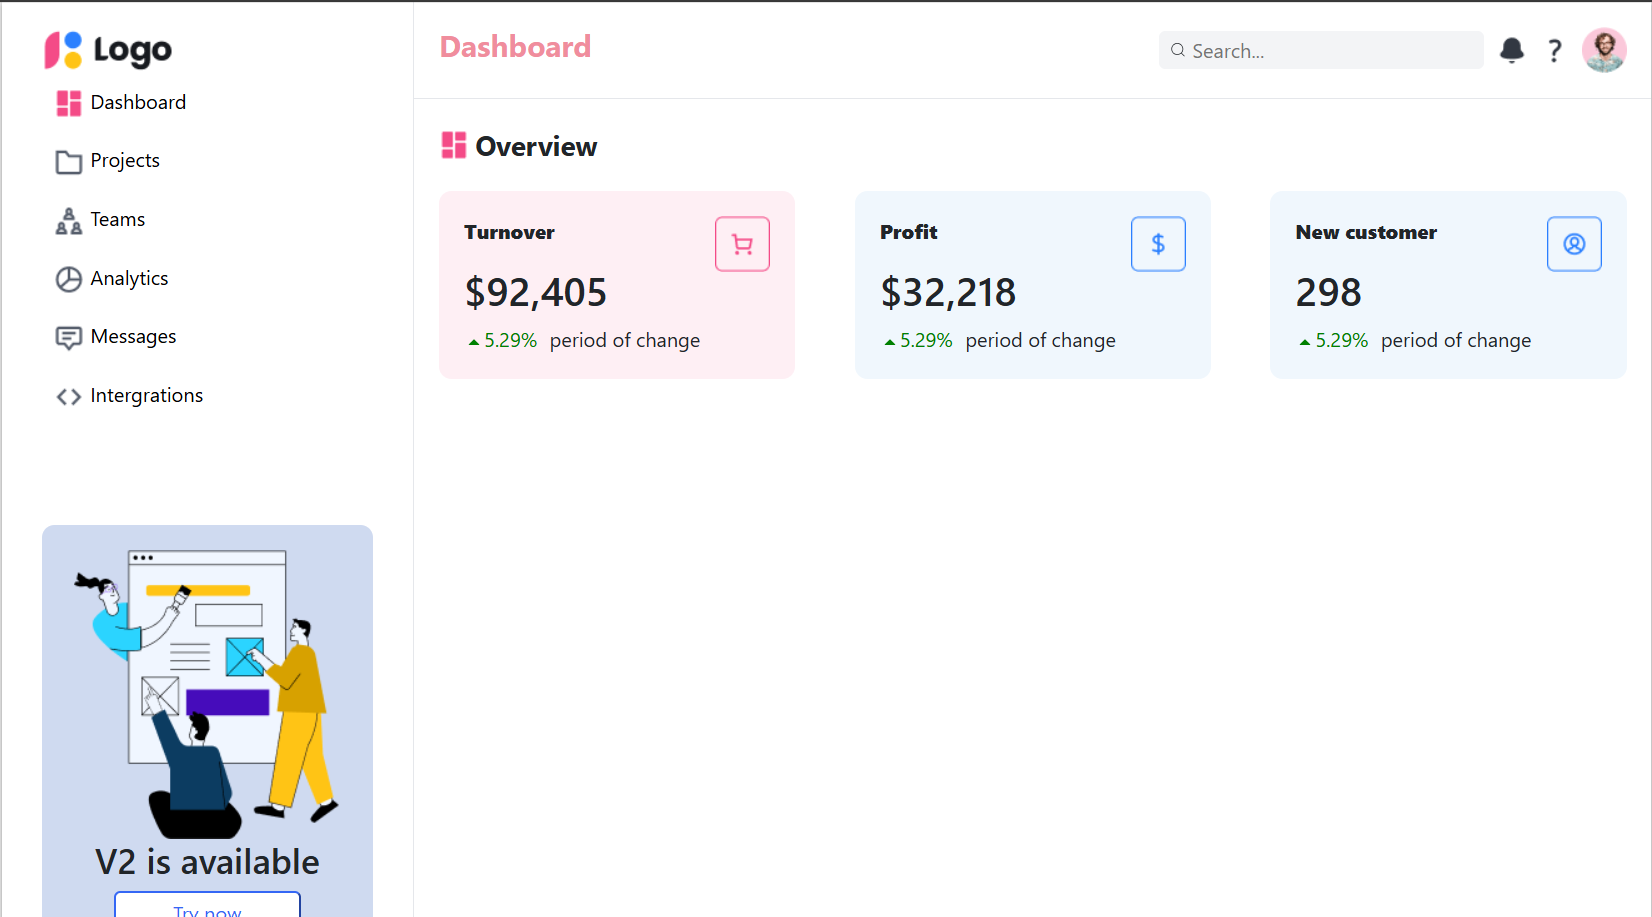 Logo
Dashboard
Projects
Teams
Analytics
Messages
Intergrations
V2 is available
Try now
Dashboard
Search...
?
Overview
Turnover
$92,405
5.29% period of change
Profit
$
$32,218
5.29% period of change
New customer
298
5.29% period of change